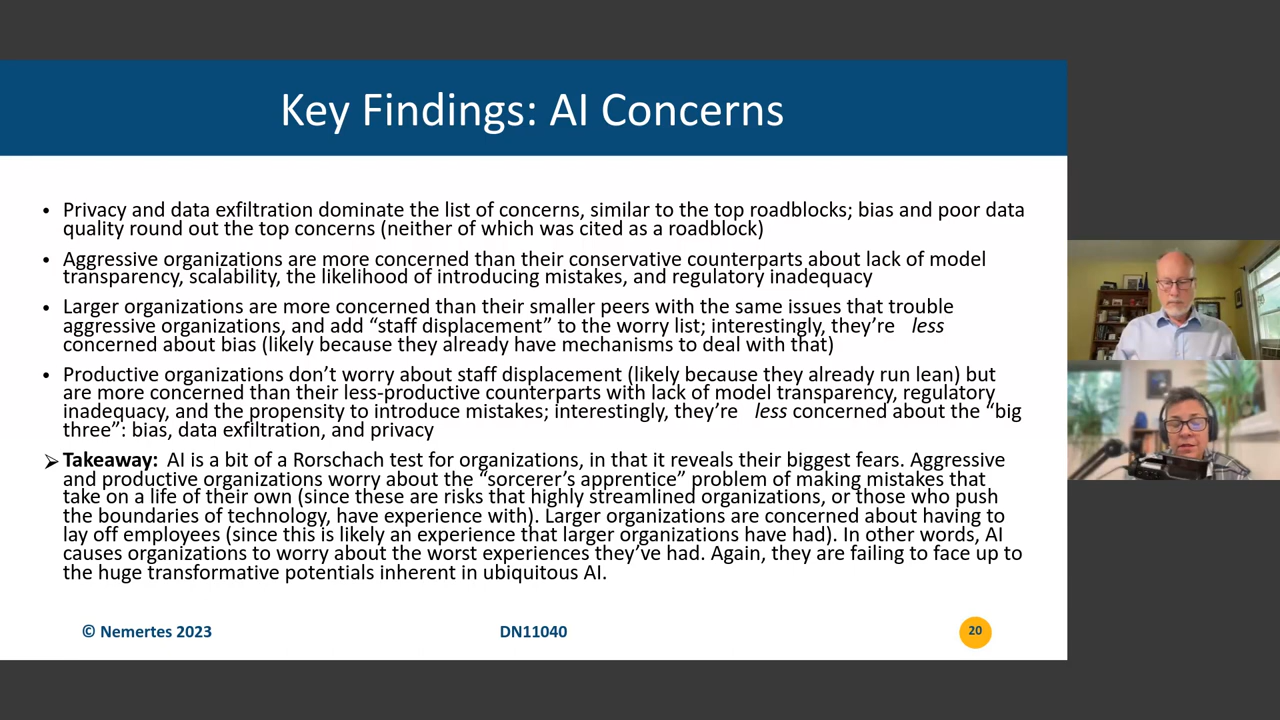 Key Findings: AI Concerns
• Privacy and data exfiltration dominate the list of concerns, similar to the top roadblocks; bias and poor data
quality round out the top concerns (neither of which was cited as a roadblock)
• Aggressive organizations are more concerned than their conservative counterparts about lack of model
transparency, scalability, the likelihood of introducing mistakes, and regulatory inadequacy
• Larger organizations are more concerned than their smaller peers with the same issues that trouble
aggressive organizations, and add “staff displacement” to the worry list; interestingly, they’re less
concerned about bias (likely because they already have mechanisms to deal with that)
• Productive organizations don’t worry about staff displacement (likely because they already run lean) but
are more concerned than their less-productive counterparts with lack of model transparency, regulatory
inadequacy, and the propensity to introduce mistakes; interestingly, they’re less concerned about the “big
three”: bias, data exfiltration, and privacy
➢ Takeaway: AI is a bit of a Rorschach test for organizations, in that it reveals their biggest fears. Aggressive
and productive organizations worry about the “sorcerer’s apprentice” problem of making mistakes that
take on a life of their own (since these are risks that highly streamlined organizations, or those who push
the boundaries of technology, have experience with). Larger organizations are concerned about having to
lay off employees (since this is likely an experience that larger organizations have had). In other words, AI
causes organizations to worry about the worst experiences they’ve had. Again, they are failing to face up to
the huge transformative potentials inherent in ubiquitous AI.
© Nemertes 2023
DN11040
20